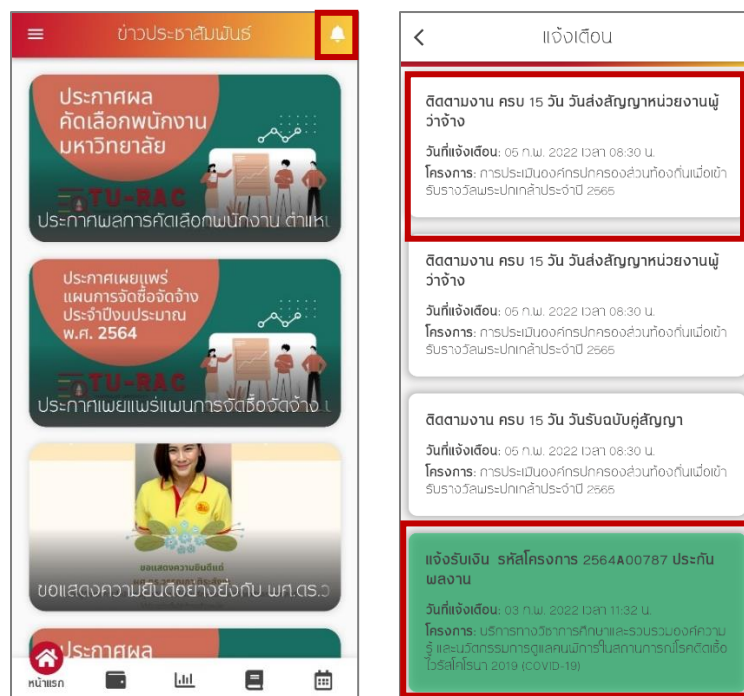 ข่าวประชาสัมพันธ์
ประกาศผล
คัดเลือกพนักงาน
มหาวิทยาลัย
TU-RAC
ประกาศผลการคัดเลือกพนักงาน ตำแหน่
ประกาศเผยแพร่
แผนการจัดซื้อจัดจ้าง
ประจำปีงบประมาณ
พ.ศ. 2564
TU-RAC
ประกาศเผยแพร่แผนการจัดซื้อจัดจ้าง
ขอแสดงความยินดีแด่
ขอแสดงความยินดีอย่างยิ่งกับ ผศ.ดร.ว
ประกาศผล
หน้าแรก
แจ้งเตือน
ติดตามงาน ครบ 15 วัน วันส่งสัญญาหน่วยงานผู้
ว่าจ้าง
วันที่แจ้งเตือน: 05 ก.พ. 2022 เวลา 08:30 น.
โครงการ: การประเมินองค์กรปกครองส่วนท้องถิ่นเพื่อเข้า
รับรางวัลพระปกเกล้าประจำปี 2565
ติดตามงาน ครบ 15 วัน วันส่งสัญญาหน่วยงานผู้
ว่าจ้าง
วันที่แจ้งเตือน: 05 ก.พ. 2022 เวลา 08:30 น.
โครงการ: การประเมินองค์กรปกครองส่วนท้องถิ่นเพื่อเข้า
รับรางวัลพระปกเกล้าประจำปี 2565
ติดตามงาน ครบ 15 วัน วันรับฉบับคู่สัญญา
วันที่แจ้งเตือน: 05 ก.พ. 2022 เวลา 08:30 น.
โครงการ: การประเมินองค์กรปกครองส่วนท้องถิ่นเพื่อเข้า
รับรางวัลพระปกเกล้าประจำปี 2565
แจ้งรับเงิน รหัสโครงการ 2564A00787 ประกัน
ผลงาน
วันที่แจ้งเตือน: 03 ก.พ. 2022 เวลา 11:32 น.
โครงการ: บริการทางวิชาการศึกษาและรวบรวมองค์ความ
รู้ และนวัตกรรมการดูแลคนพิการในสถานการณ์โรคติดเชื้อ
ไวรัสโคโรนา 2019 (COVID-19)